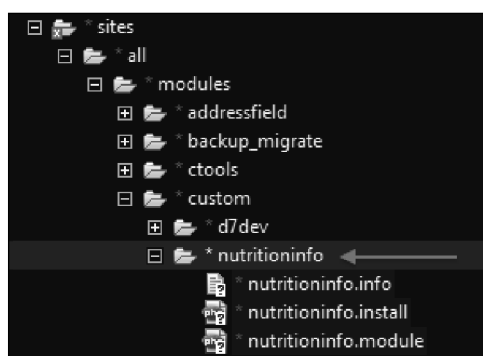 * sites
* all
* modules
* addressfield
* backup_migrate
* ctools
* custom
* d7dev
* nutritioninfo
* nutritioninfo.info
* nutritioninfo.install
* nutritioninfo.module